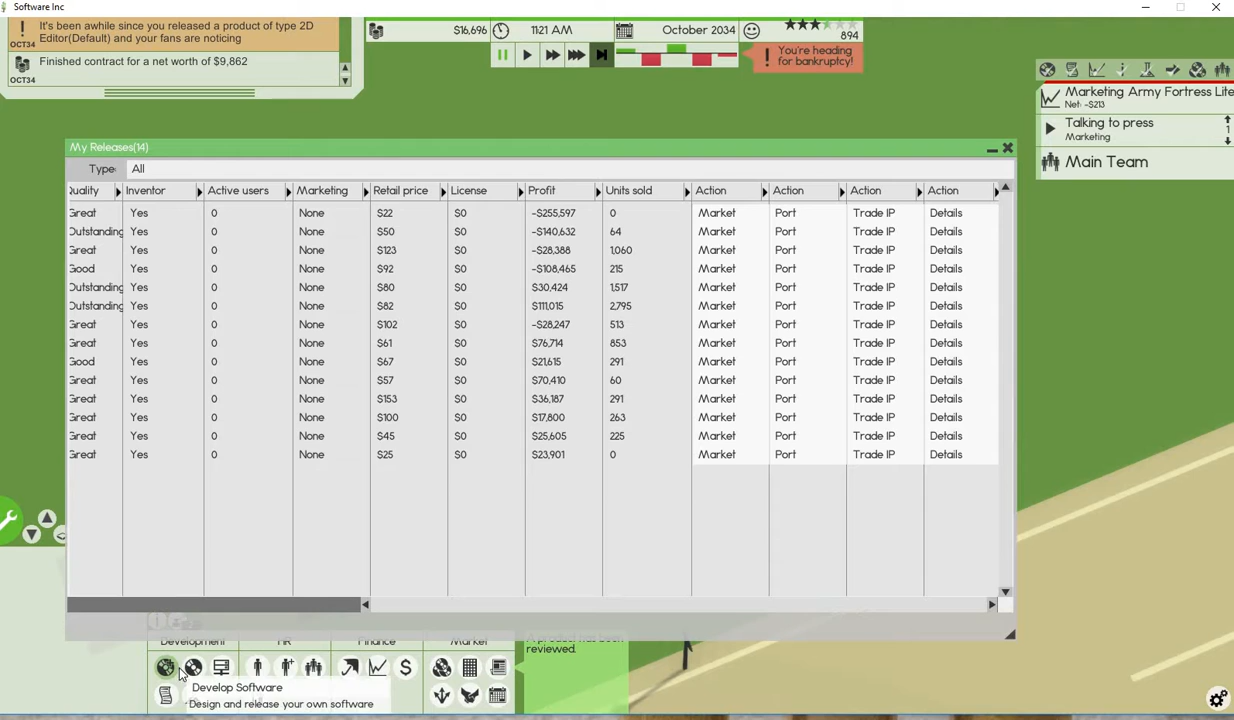 Software Inc
It's been awhile since you released a product of type 2D
Editor(Default) and your fans are noticing
OCT34
Finished contract for a net worth of $9,862
OCT34
$16,696
11:21 AM
October 2034
894
You're heading
for bankruptcy!
Marketing Army Fortress Lite
Net: -$213
Talking to press
Marketing
1
Main Team
My Releases(14)
Type: All
Quality Inventor Active users Marketing Retail price License Profit Units sold Action Action Action Action
Great Yes 0 None $22 $0 -$255,597 0 Market Port Trade IP Details
Outstanding Yes 0 None $50 $0 -$140,632 64 Market Port Trade IP Details
Great Yes 0 None $123 $0 -$28,388 1,060 Market Port Trade IP Details
Good Yes 0 None $92 $0 -$108,465 215 Market Port Trade IP Details
Outstanding Yes 0 None $80 $0 $30,424 1,517 Market Port Trade IP Details
Outstanding Yes 0 None $82 $0 $111,015 2,795 Market Port Trade IP Details
Great Yes 0 None $102 $0 -$28,247 513 Market Port Trade IP Details
Great Yes 0 None $61 $0 $76,714 853 Market Port Trade IP Details
Good Yes 0 None $67 $0 $21,615 291 Market Port Trade IP Details
Great Yes 0 None $57 $0 $70,410 60 Market Port Trade IP Details
Great Yes 0 None $153 $0 $36,187 291 Market Port Trade IP Details
Great Yes 0 None $100 $0 $17,800 263 Market Port Trade IP Details
Great Yes 0 None $45 $0 $25,605 225 Market Port Trade IP Details
Great Yes 0 None $25 $0 $23,901 0 Market Port Trade IP Details
Development HR Finance Market
A product has been
reviewed.
Develop Software
Design and release your own software